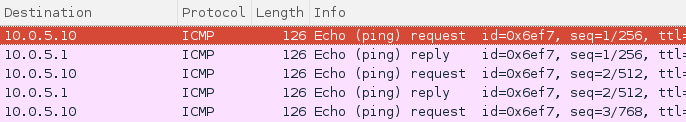 Destination Protocol Length Info
10.0.5.10 ICMP 126 Echo (ping) request id=0x6ef7, seq=1/256, ttl=
10.0.5.1 ICMP 126 Echo (ping) reply id=0x6ef7, seq=1/256, ttl=
10.0.5.10 ICMP 126 Echo (ping) request id=0x6ef7, seq=2/512, ttl=
10.0.5.1 ICMP 126 Echo (ping) reply id=0x6ef7, seq=2/512, ttl=
10.0.5.10 ICMP 126 Echo (ping) request id=0x6ef7, seq=3/768, ttl=